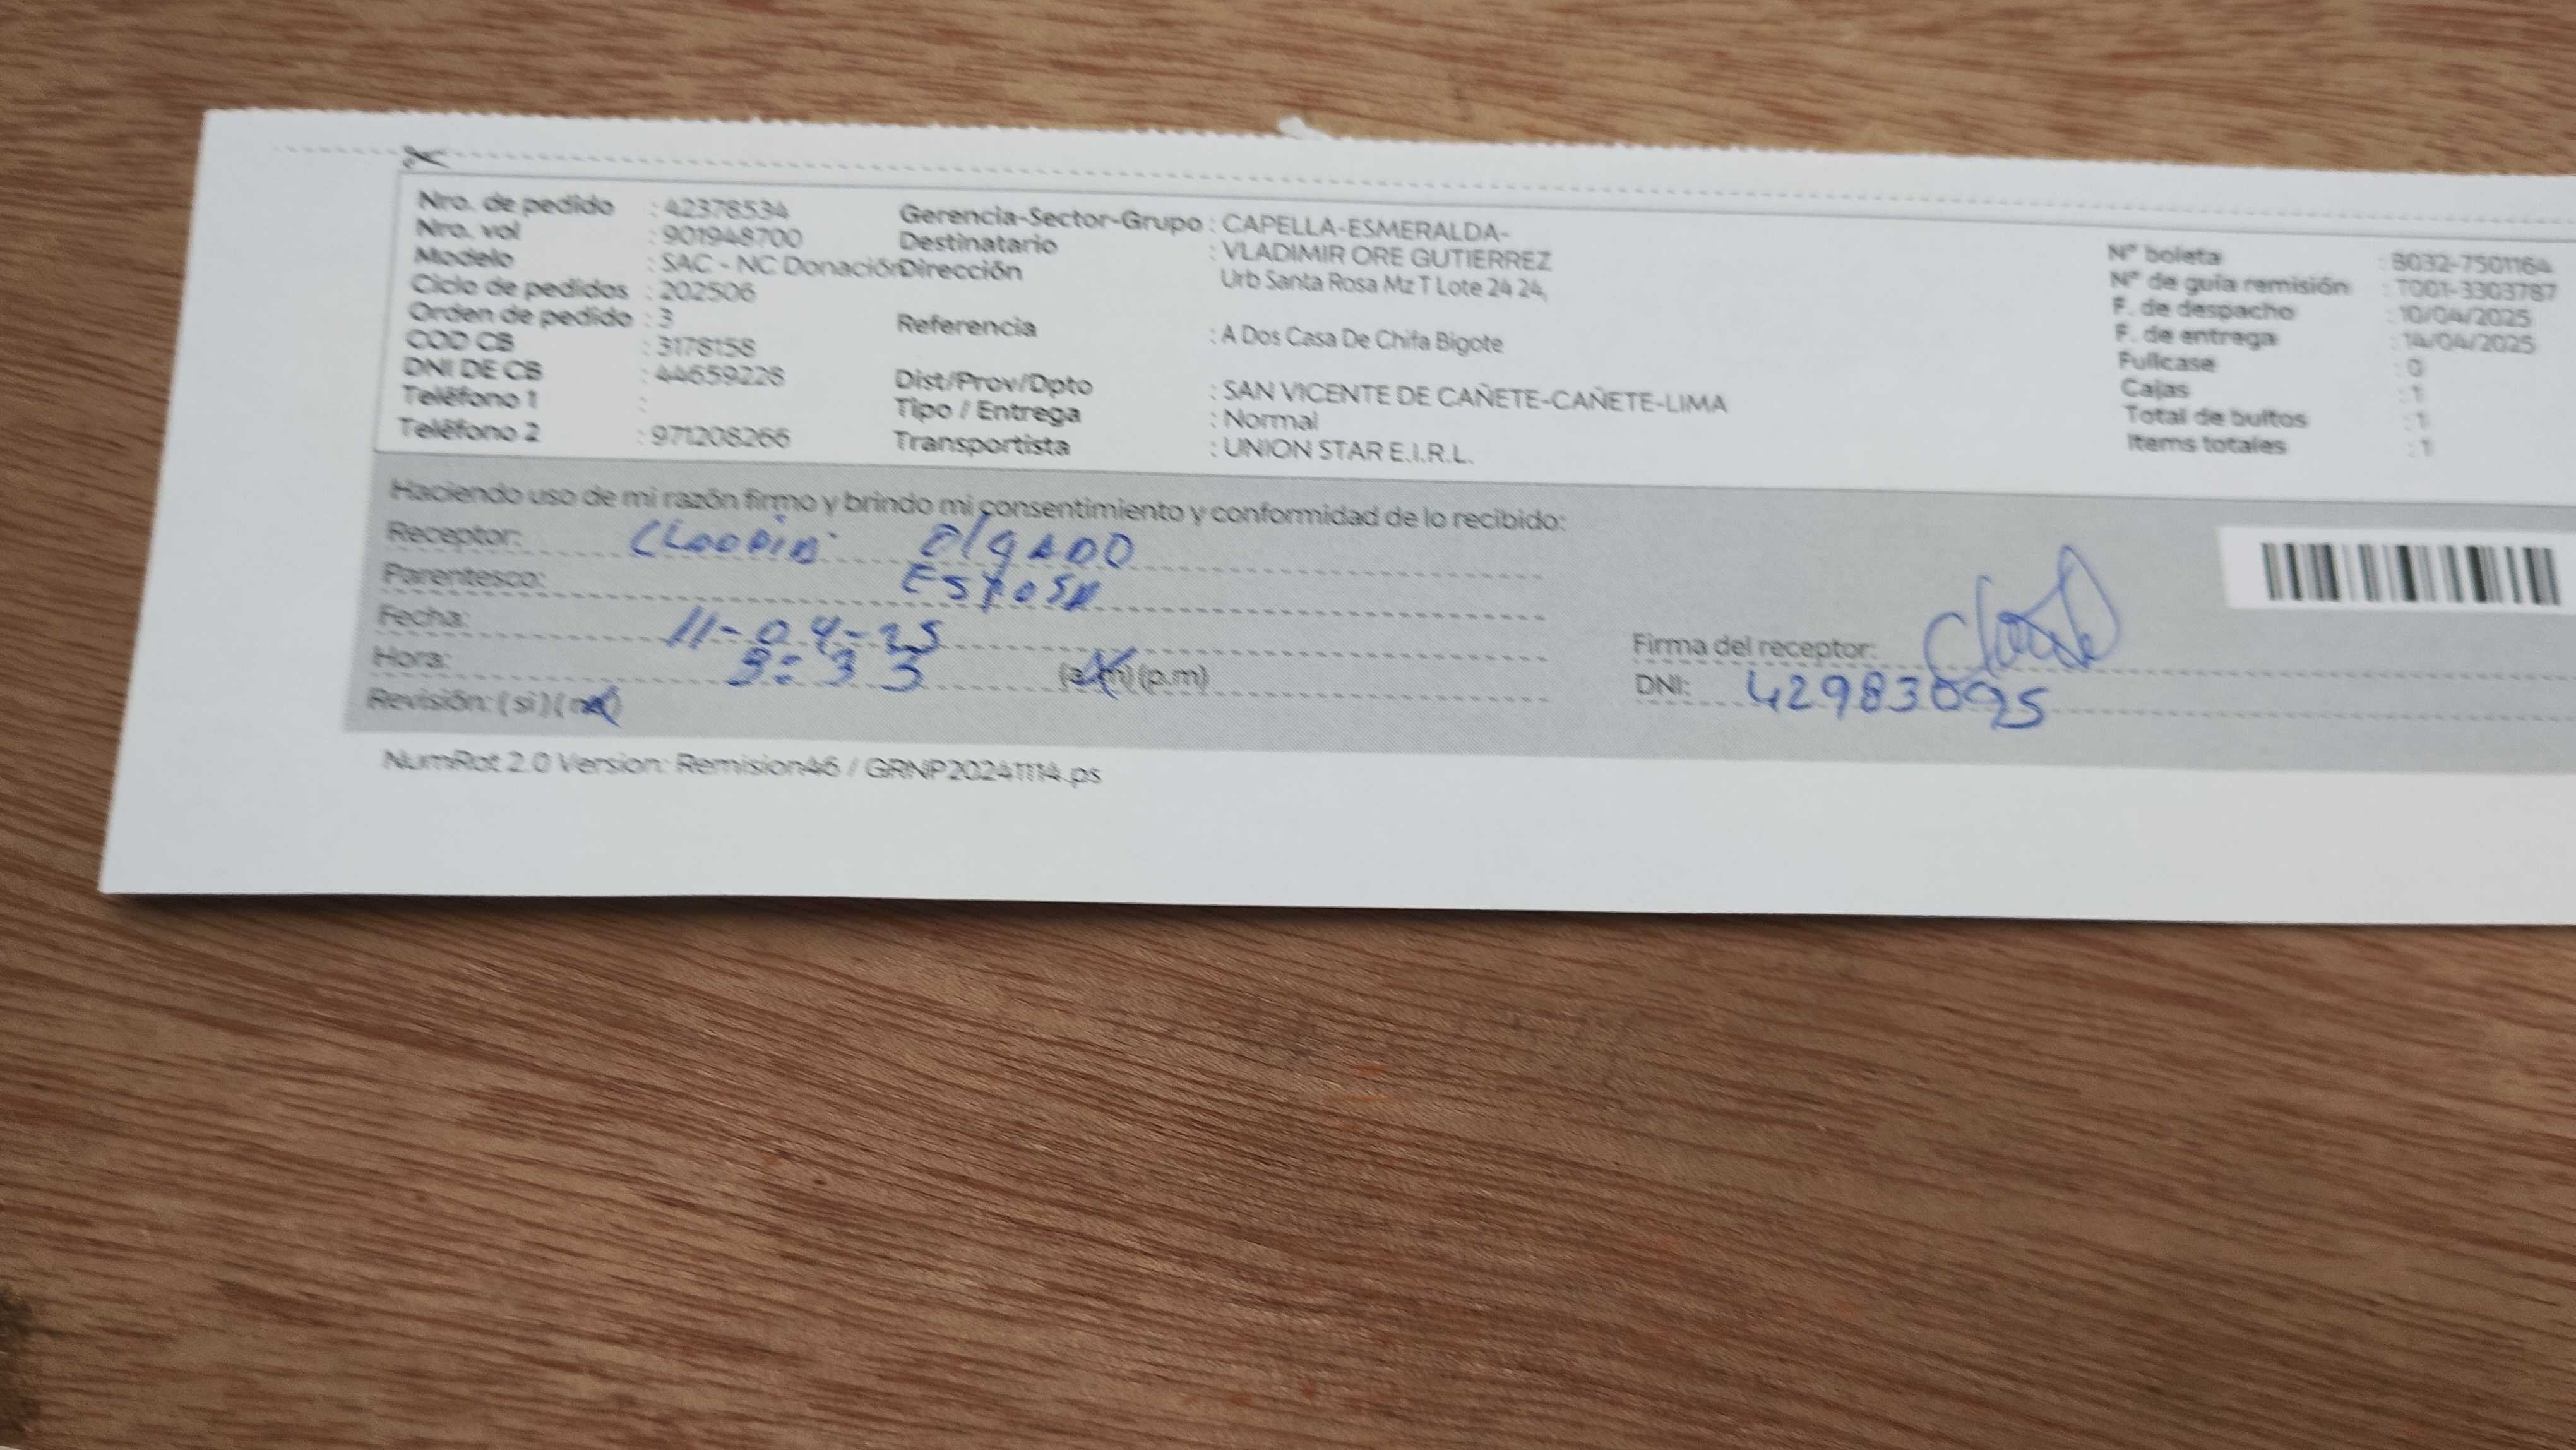 Nro. de pedido : 42378534
Nro. vol : 901948700
Modelo : SAC - NC Donación
Ciclo de pedidos : 202506
Orden de pedido : 3
COD CB : 3178158
DNI DE CB : 44659228
Teléfono 1 :
Teléfono 2 : 971208266
Gerencia-Sector-Grupo : CAPELLA-ESMERALDA-
Destinatario : VLADIMIR ORE GUTIERREZ
Dirección Urb Santa Rosa Mz T Lote 24 24,
Referencia : A Dos Casa De Chifa Bigote
Dist/Prov/Dpto : SAN VICENTE DE CAÑETE-CAÑETE-LIMA
Tipo / Entrega : Normal
Transportista : UNION STAR E.I.R.L.
N° boleta : B032-7501164
N° de guía remisión : T001-3303787
F. de despacho : 10/04/2025
F. de entrega : 14/04/2025
Fullcase : 0
Cajas : 1
Total de bultos : 1
Items totales : 1
Haciendo uso de mi razón firmo y brindo mi consentimiento y conformidad de lo recibido:
Receptor: OlgADO
Parentesco: ESPOSA
Fecha: 11-04-25
Hora: 3:33 (a.m) (p.m)
Revisión: (si) (no)
Firma del receptor:
DNI: 42983095
NumRot 2.0 Version: Remision46 / GRNP20241114.ps